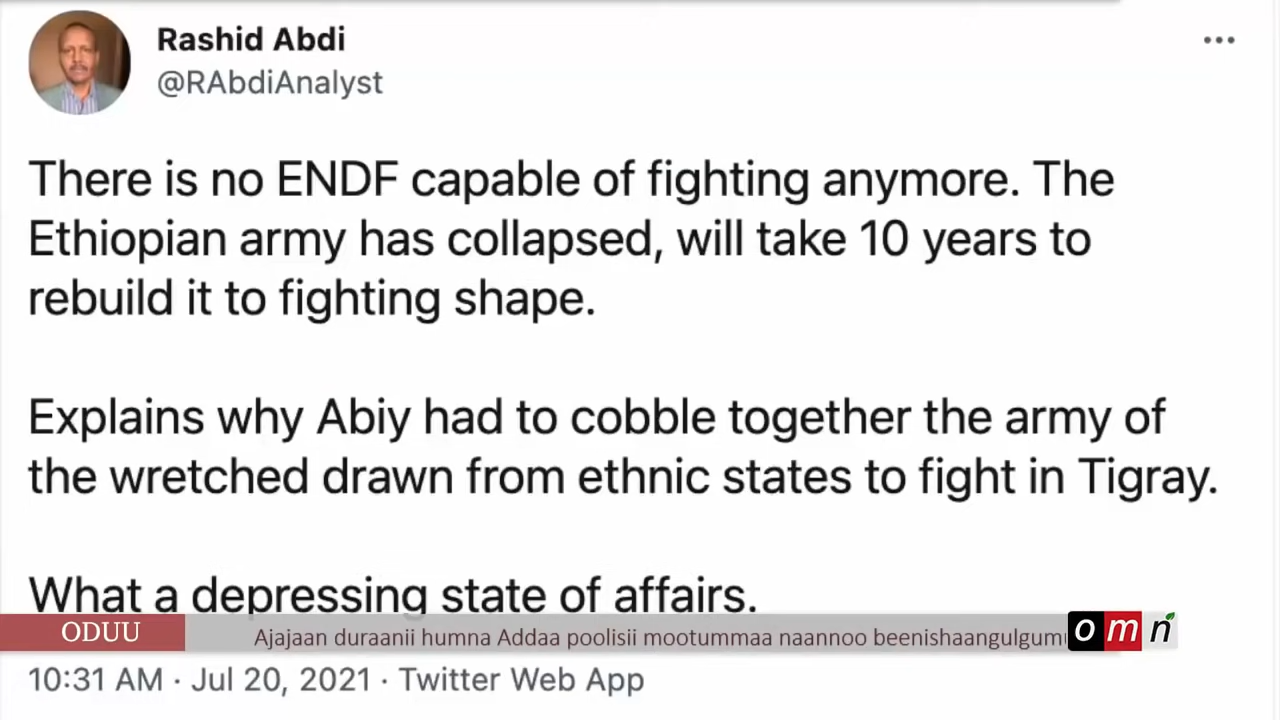 Rashid Abdi
@RAbdiAnalyst
There is no ENDF capable of fighting anymore. The
Ethiopian army has collapsed, will take 10 years to
rebuild it to fighting shape.
Explains why Abiy had to cobble together the army of
the wretched drawn from ethnic states to fight in Tigray.
What a depressing state of affairs.
ODUU
Ajajaan duraanii humna Addaa poolisii mootummaa naannoo beenishaangulgumu
omn
10:31 AM · Jul 20, 2021 · Twitter Web App